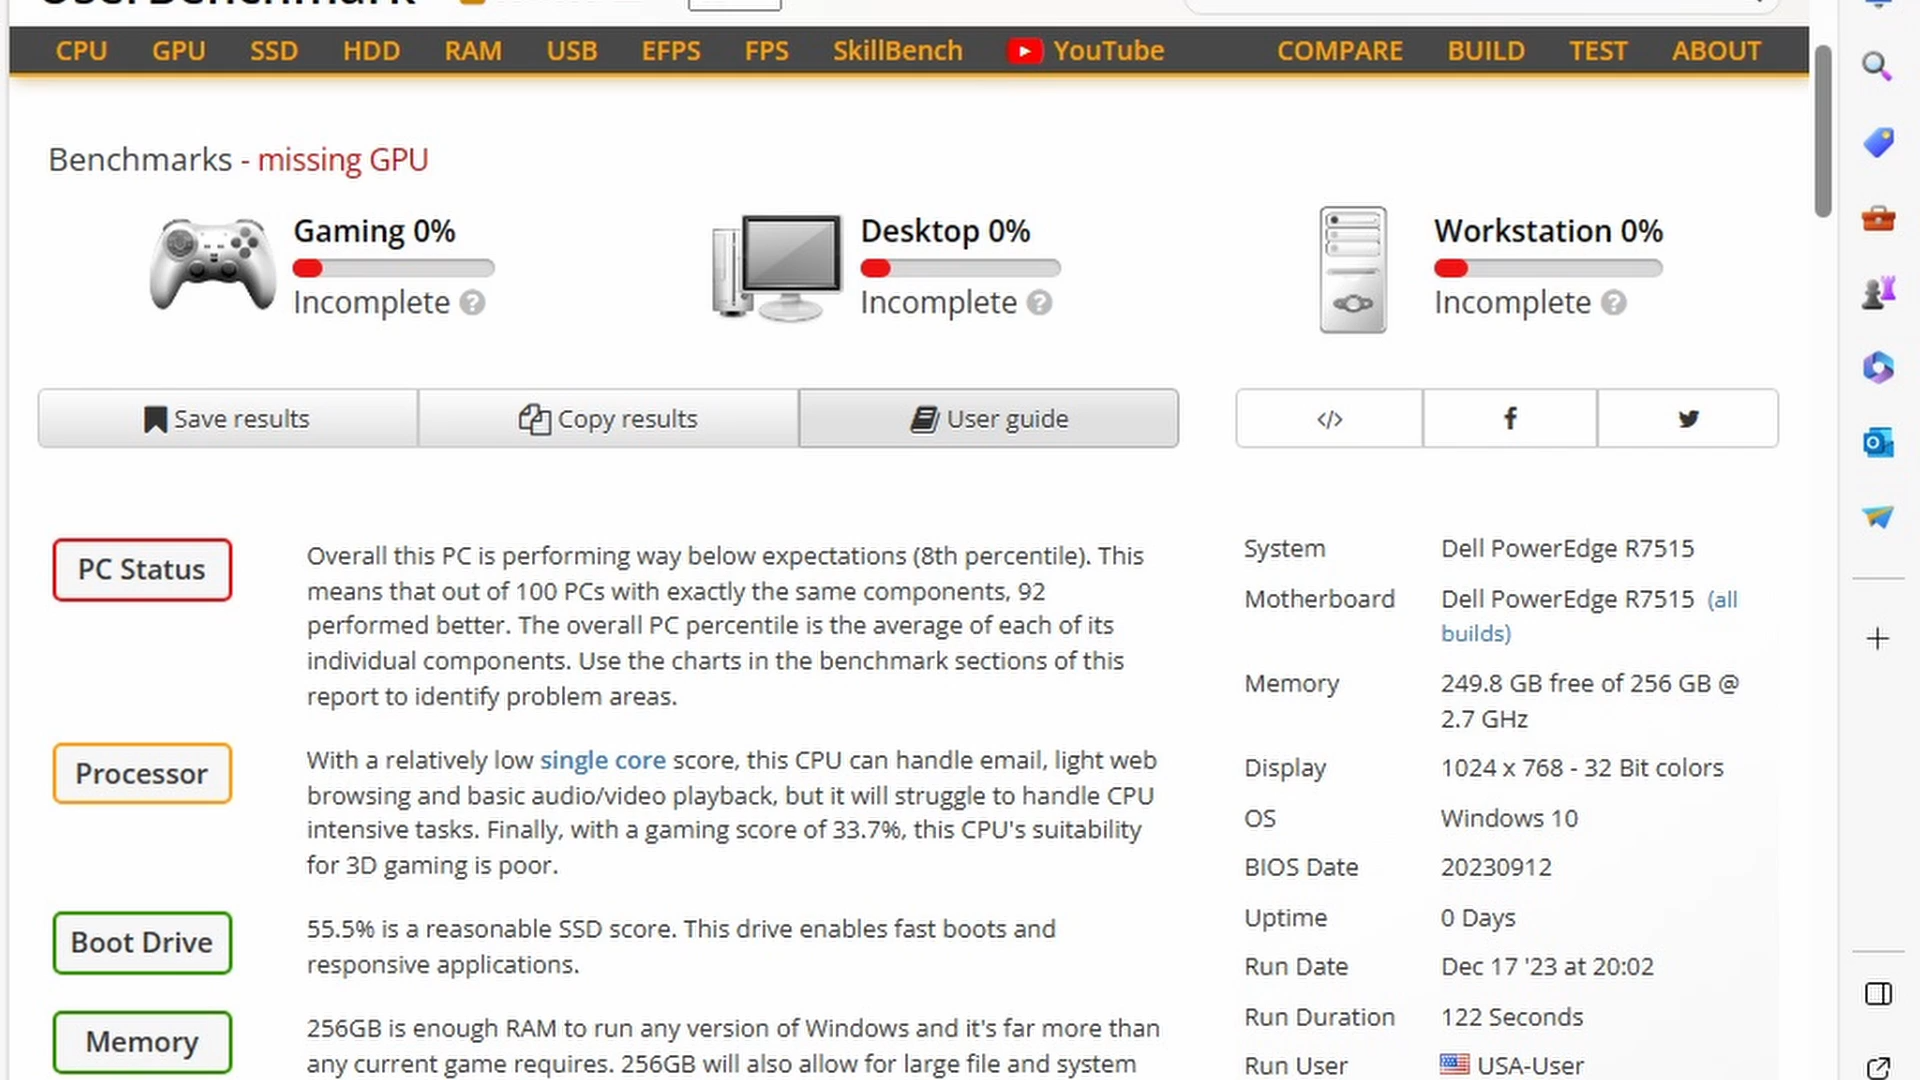 UserBenchmark
CPU GPU SSD HDD RAM USB EFPS FPS SkillBench YouTube COMPARE BUILD TEST ABOUT
Benchmarks - missing GPU
Gaming 0%
Incomplete ?
Desktop 0%
Incomplete ?
Workstation 0%
Incomplete ?
Save results
Copy results
User guide
</>
PC Status
Overall this PC is performing way below expectations (8th percentile). This
means that out of 100 PCs with exactly the same components, 92
performed better. The overall PC percentile is the average of each of its
individual components. Use the charts in the benchmark sections of this
report to identify problem areas.
Processor
With a relatively low single core score, this CPU can handle email, light web
browsing and basic audio/video playback, but it will struggle to handle CPU
intensive tasks. Finally, with a gaming score of 33.7%, this CPU's suitability
for 3D gaming is poor.
Boot Drive
55.5% is a reasonable SSD score. This drive enables fast boots and
responsive applications.
Memory
256GB is enough RAM to run any version of Windows and it's far more than
any current game requires. 256GB will also allow for large file and system
System Dell PowerEdge R7515
Motherboard Dell PowerEdge R7515 (all
builds)
Memory 249.8 GB free of 256 GB @
2.7 GHz
Display 1024 x 768 - 32 Bit colors
OS Windows 10
BIOS Date 20230912
Uptime 0 Days
Run Date Dec 17 '23 at 20:02
Run Duration 122 Seconds
Run User USA-User